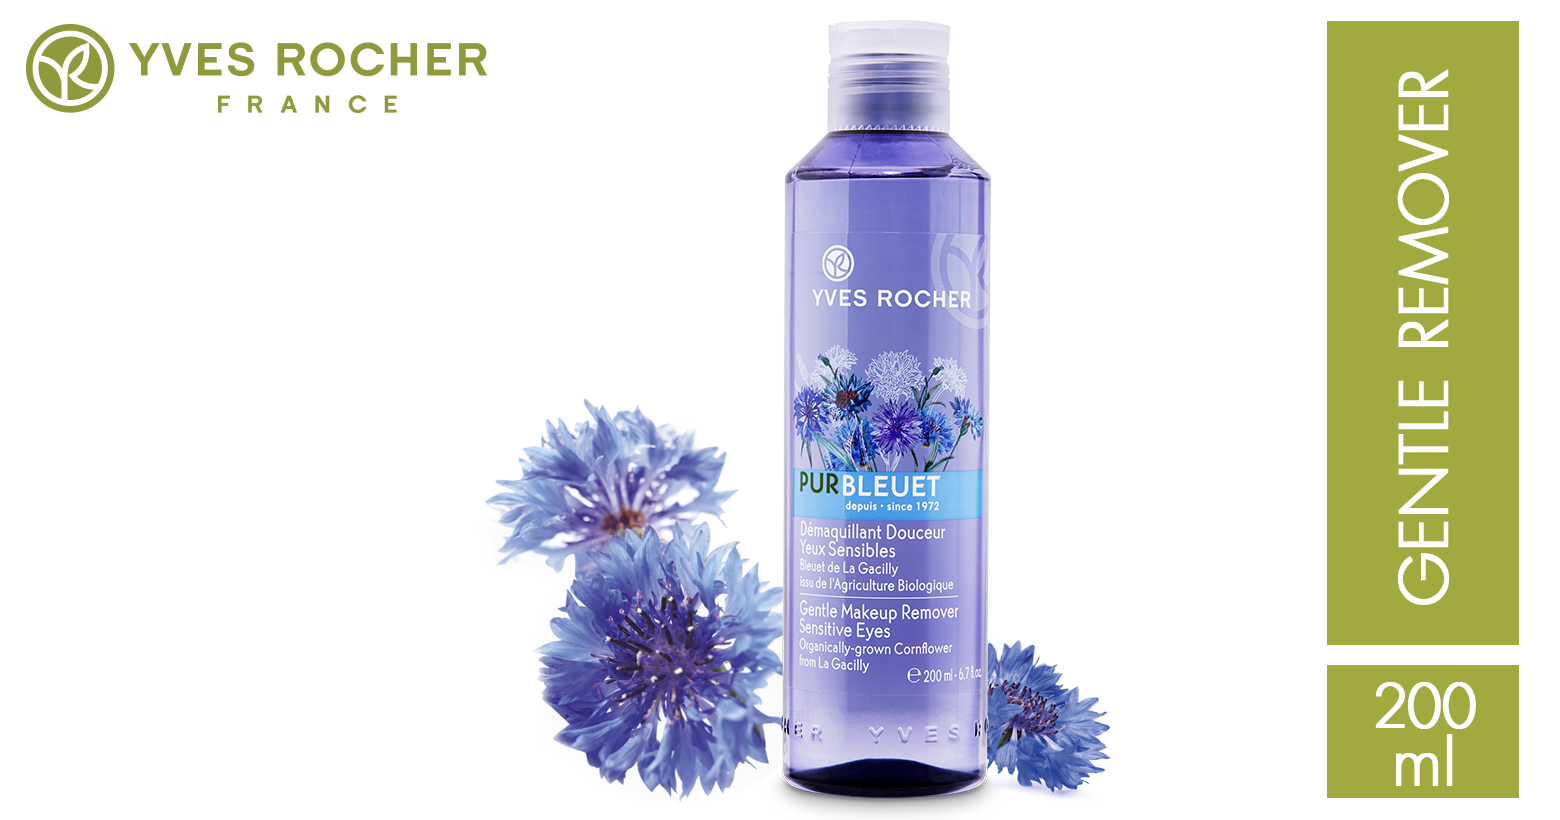 YVES ROCHER
FRANCE
YVES ROCHER
PURBLEUET
depuis · since 1972
Démaquillant Douceur
Yeux Sensibles
Bleuet de La Gacilly
issu de l'Agriculture Biologique
Gentle Makeup Remover
Sensitive Eyes
Organically-grown Cornflower
from La Gacilly
℮ 200 ml - 6.7 fl.oz.
YVES
GENTLE REMOVER
200
ml